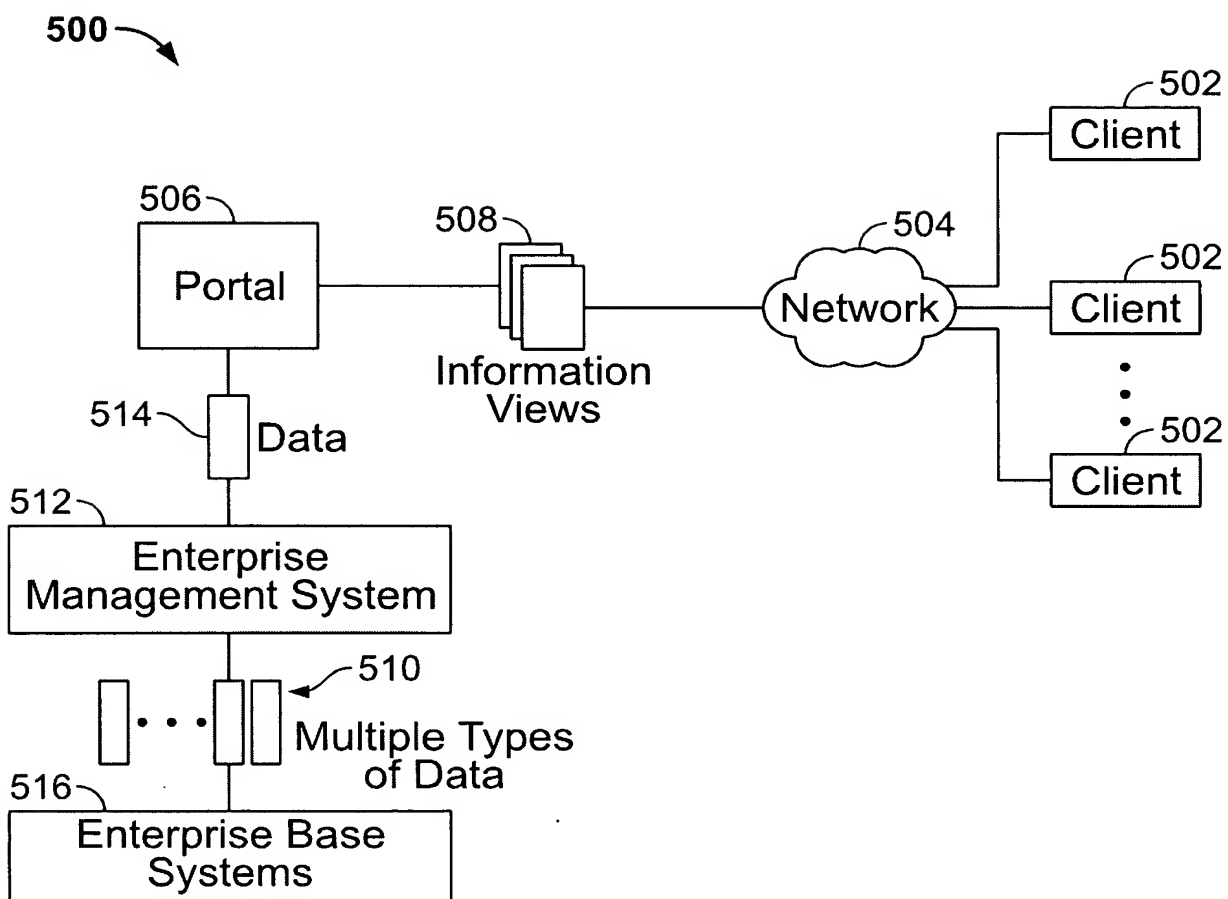 500
502
Client
506
508
504
502
Portal
Network
Client
Information
Views
514
Data
502
Client
512
Enterprise
Management System
510
Multiple Types
of Data
516
Enterprise Base
Systems